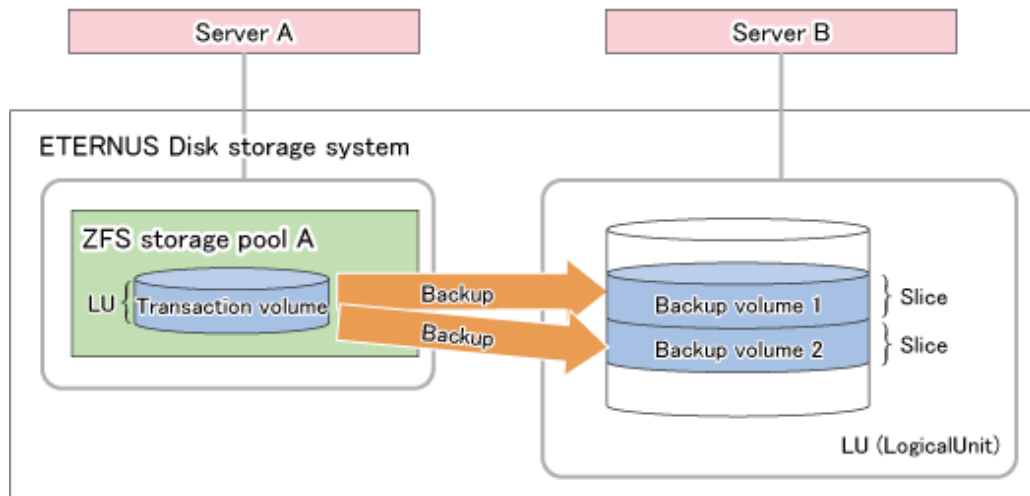 Server A
Server B
ETERNUS Disk storage system
ZFS storage pool A
LU
Transaction volume
Backup
Backup
Backup volume 1
Slice
Backup volume 2
Slice
LU (LogicalUnit)